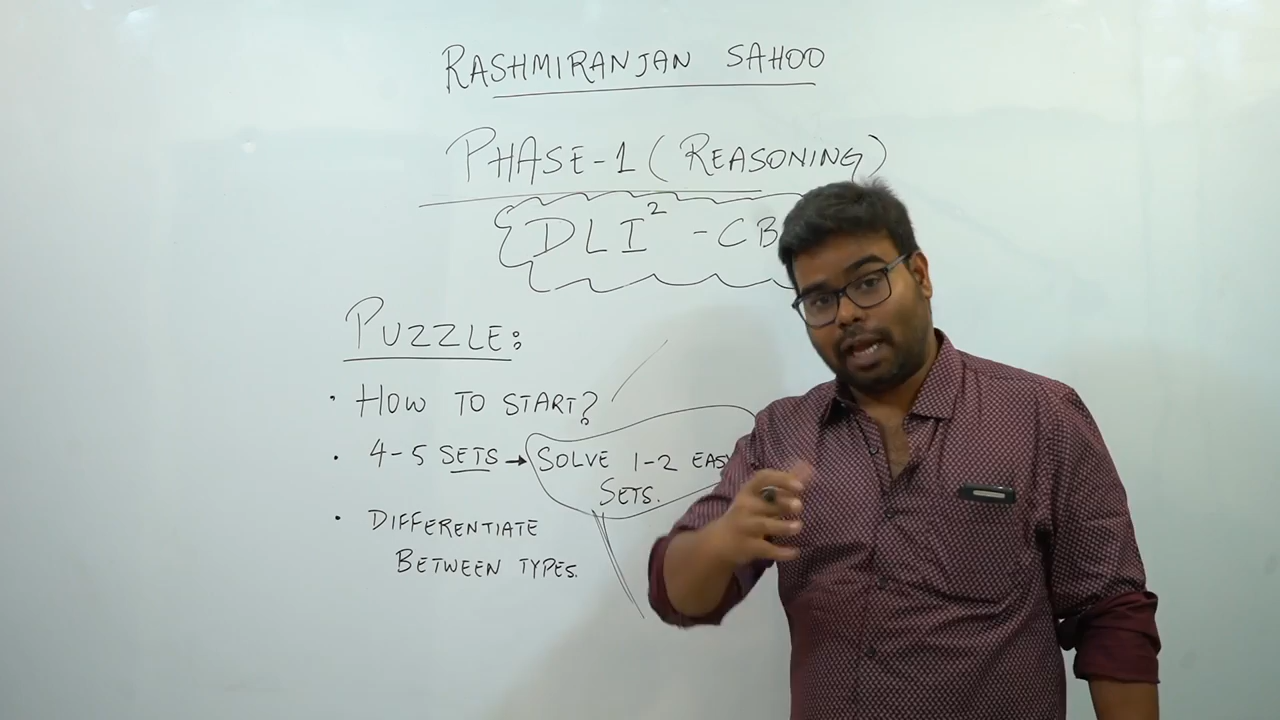 RASHMIRANJAN SAHOO
PHASE-1 (REASONING)
DLI² - CB
PUZZLE:
• HOW TO START?
• 4-5 SETS → SOLVE 1-2 EASY
SETS.
• DIFFERENTIATE
BETWEEN TYPES.